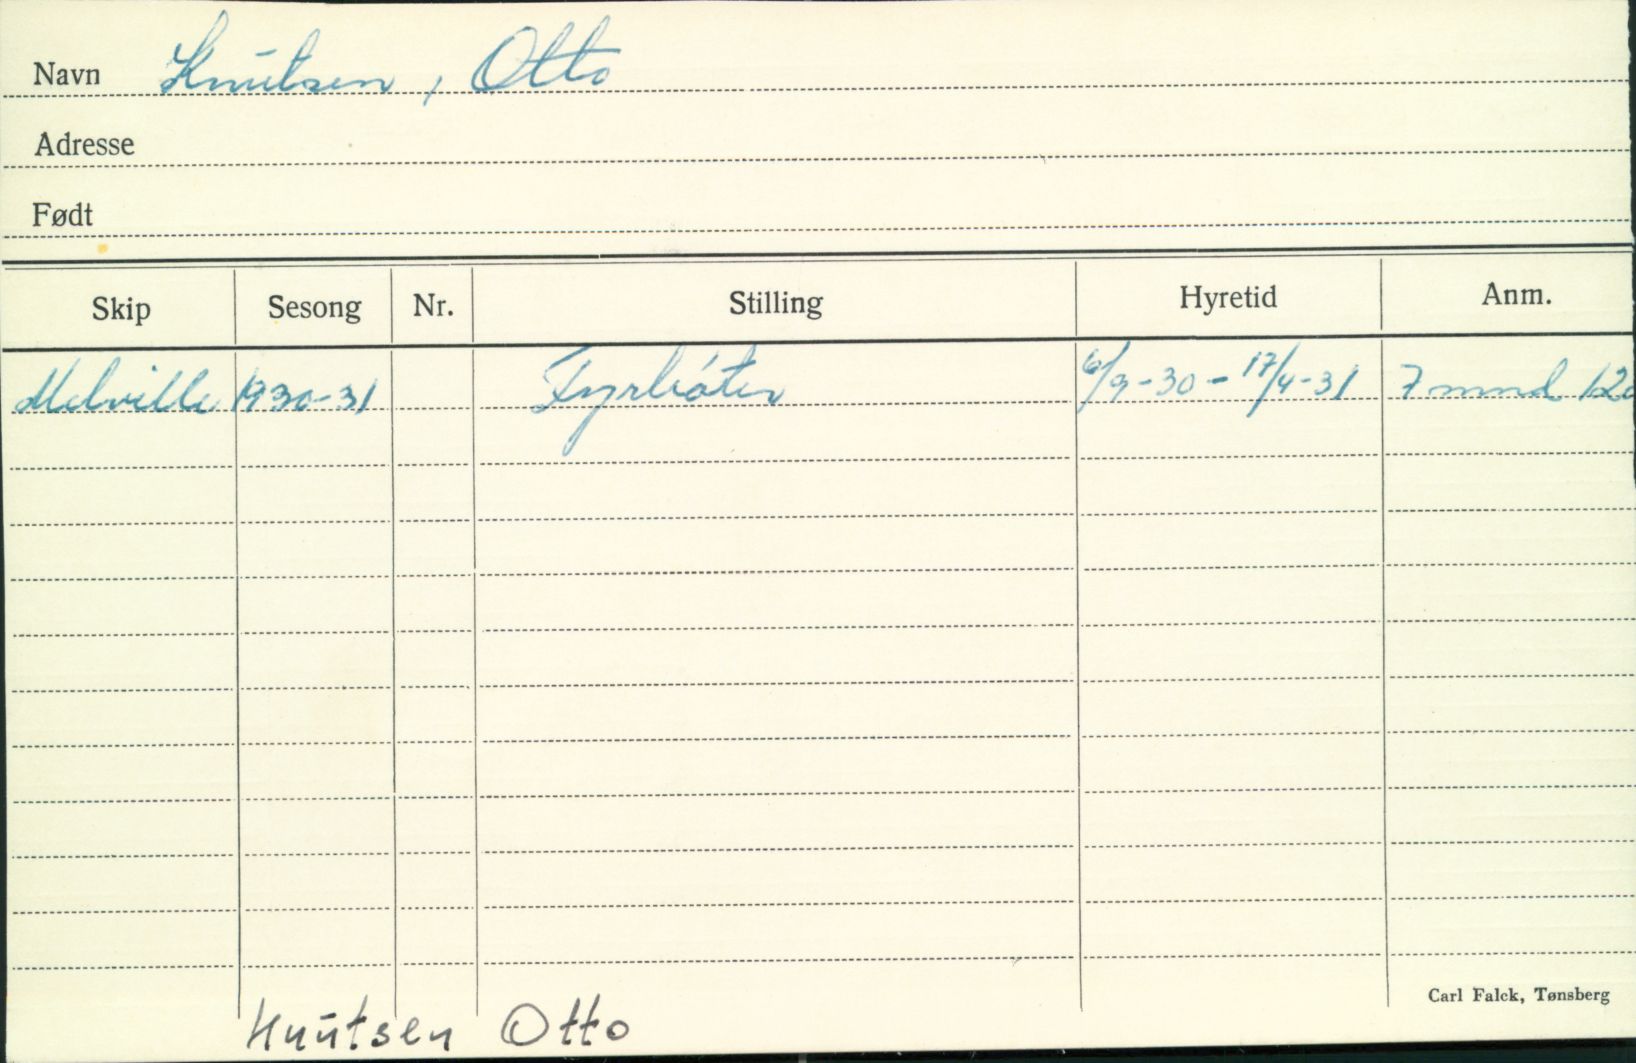 Navn Knutsen, Otto
Adresse
Født
Skip Sesong Nr. Stilling Hyretid Anm.
Melville 1930-31 Fyrbøter 6/9-30 - 17/4-31 7 mnd
Carl Falck, Tønsberg
Knutsen Otto